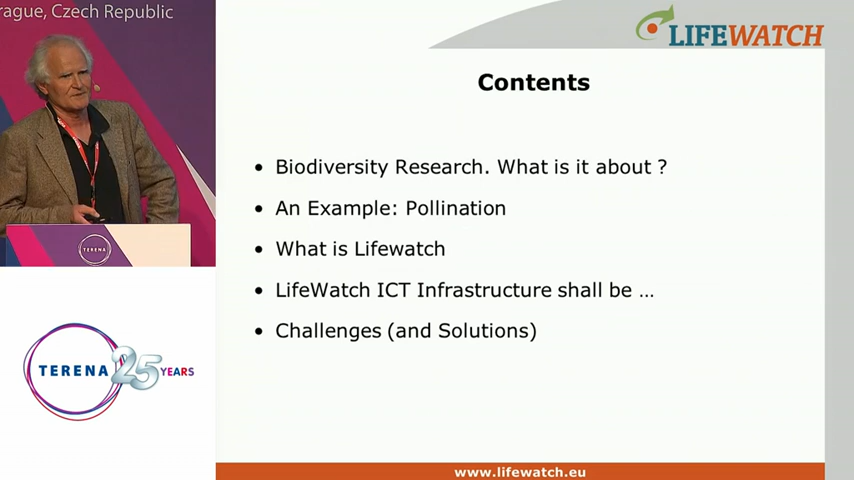 rague, Czech Republic
LIFEWATCH
Contents
• Biodiversity Research. What is it about ?
• An Example: Pollination
• What is Lifewatch
• LifeWatch ICT Infrastructure shall be ...
• Challenges (and Solutions)
TERENA
TERENA 25 YEARS
www.lifewatch.eu